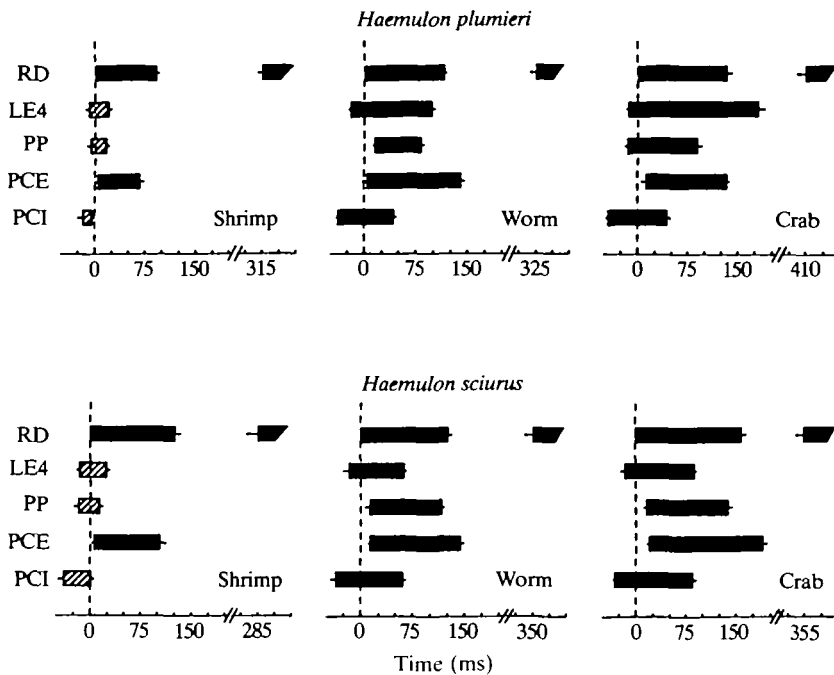 Haemulon plumieri
RD
LE4
PP
PCE
PCI
Shrimp
Worm
Crab
0 75 150 315
0 75 150 325
0 75 150 410
Haemulon sciurus
RD
LE4
PP
PCE
PCI
Shrimp
Worm
Crab
0 75 150 285
0 75 150 350
0 75 150 355
Time (ms)